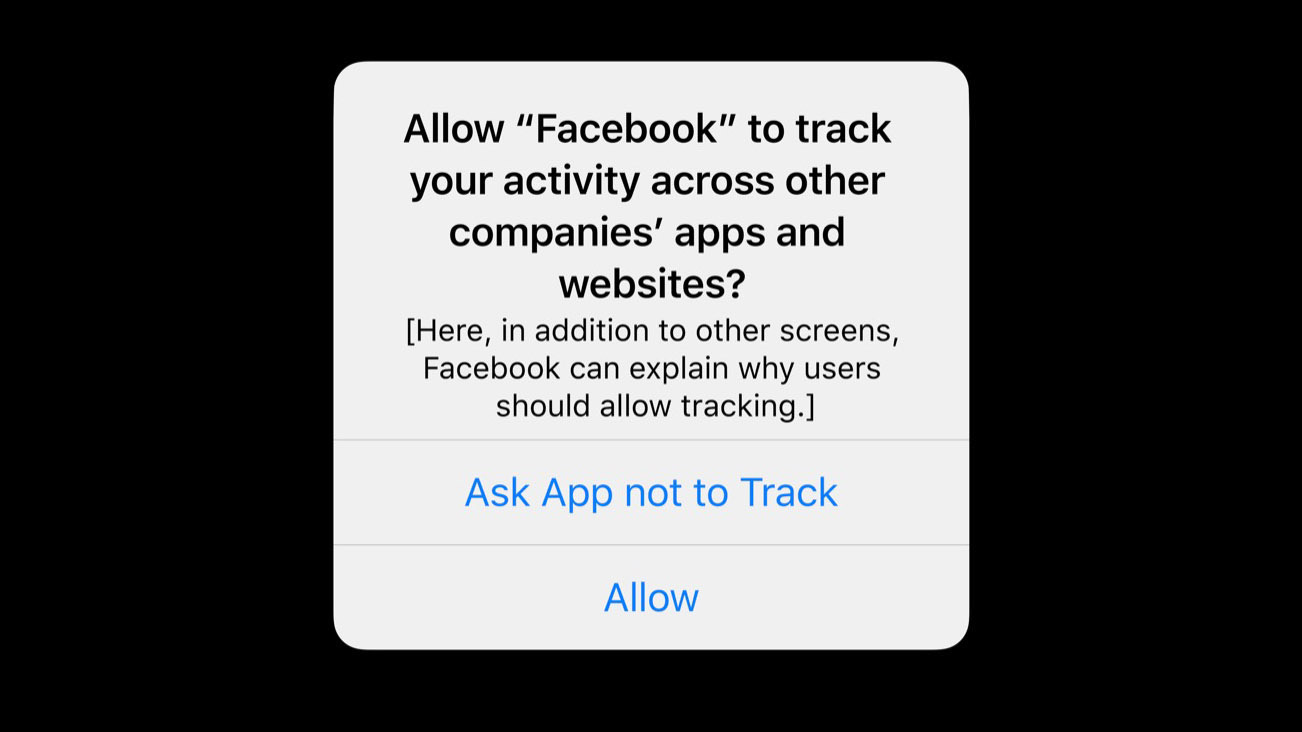 Allow “Facebook” to track
your activity across other
companies’ apps and
websites?
[Here, in addition to other screens,
Facebook can explain why users
should allow tracking.]
Ask App not to Track
Allow